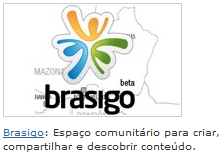 MAZONA
beta
brasigo
Brasigo: Espaço comunitário para criar,
compartilhar e descobrir conteúdo.